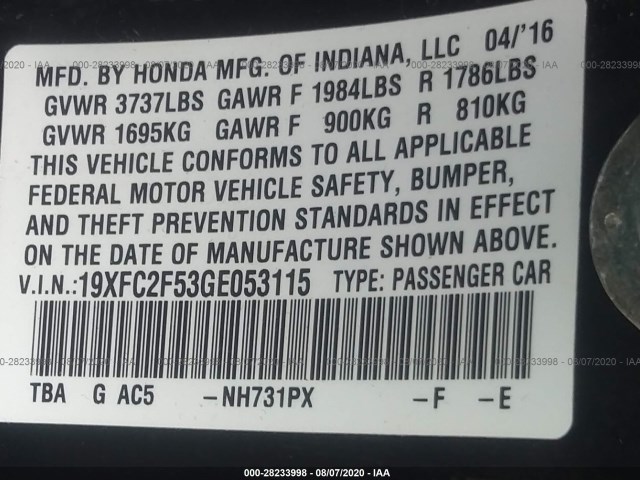 MFD. BY HONDA MFG. OF INDIANA, LLC 04/'16
GVWR 3737LBS GAWR F 1984LBS R 1786LBS
GVWR 1695KG GAWR F 900KG R 810KG
THIS VEHICLE CONFORMS TO ALL APPLICABLE
FEDERAL MOTOR VEHICLE SAFETY, BUMPER,
AND THEFT PREVENTION STANDARDS IN EFFECT
ON THE DATE OF MANUFACTURE SHOWN ABOVE.
V.I.N.:19XFC2F53GE053115 TYPE: PASSENGER CAR
TBA G AC5 -NH731PX -F -E
000-28233998 - 08/07/2020 - IAA